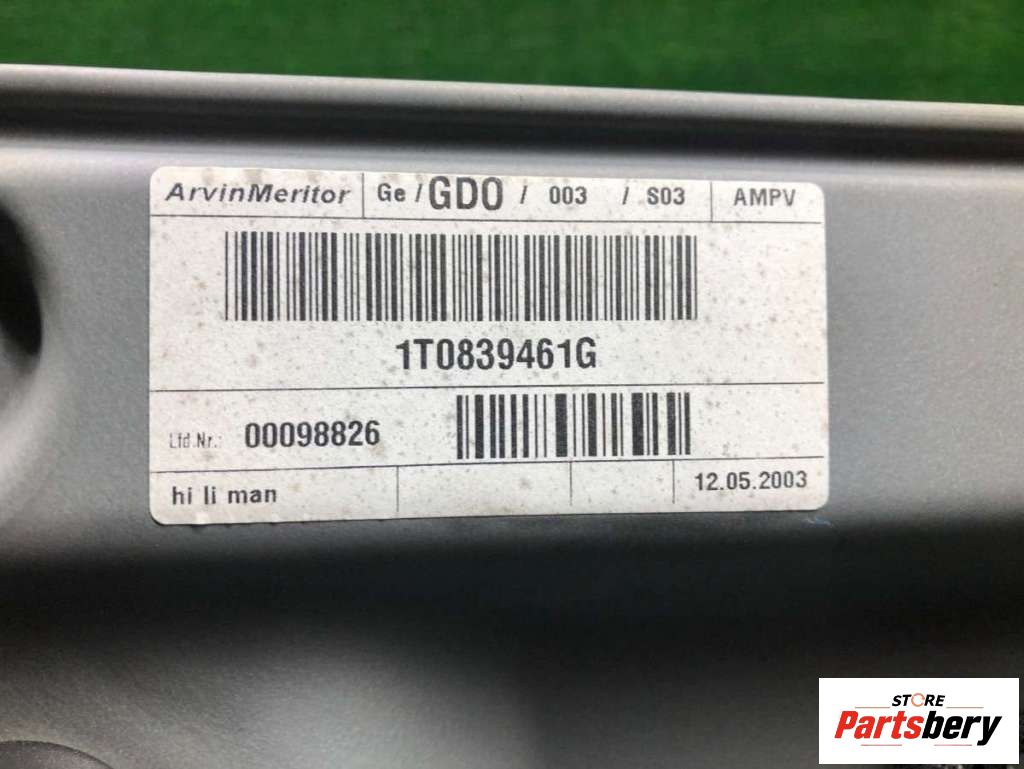 ArvinMeritor Ge / GDO / 003 / S03 AMPV
1T0839461G
Lfd.Nr.: 00098826
hi li man 12.05.2003
STORE
Partsbery